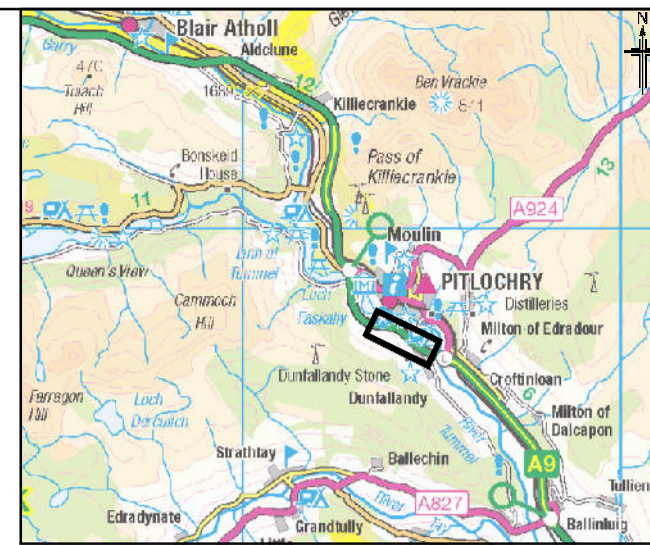 N
Blair Atholl
Garry
Aldclune
12
Ben Vrackie
841
470
Tulach
Hill
1689
Killiecrankie
Bonskeid
House
Pass of
Killiecrankie
13
11
A924
Moulin
Linn of
Tummel
Queen's View
PITLOCHRY
Loch
Faskally
Distilleries
Cammoch
Hill
Milton of Edradour
Dunfallandy Stone
Croftinloan
Dunfallandy
6
Farragon
Hill
Loch
Derculich
Milton of
Dalcapon
River
Tummel
Strathtay
Ballechin
A9
A827
River
Tay
Edradynate
Grandtully
Ballinluig